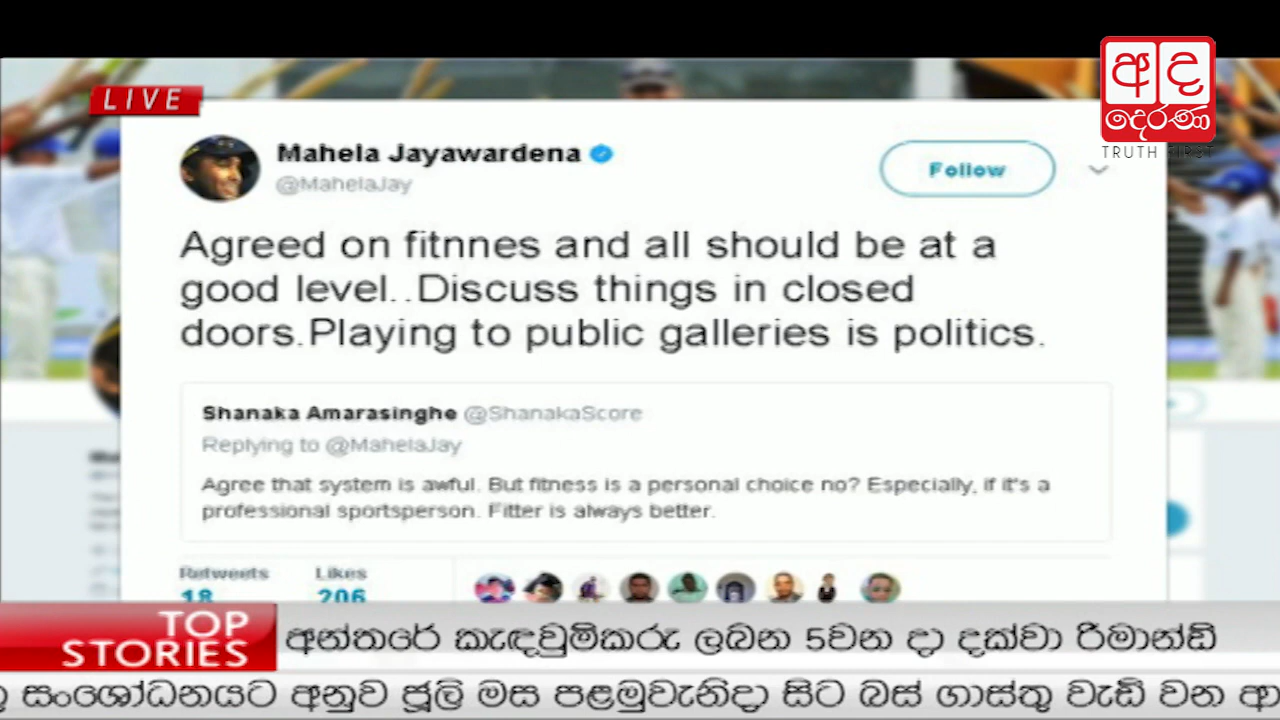 LIVE
අද
දෙරණ
TRUTH FIRST
Mahela Jayawardena
@MahelaJay
Follow
Agreed on fitnnes and all should be at a
good level..Discuss things in closed
doors.Playing to public galleries is politics.
Shanaka Amarasinghe @ShanakaScore
Replying to @MahelaJay
Agree that system is awful. But fitness is a personal choice no? Especially, if it's a
professional sportsperson. Fitter is always better.
Retweets Likes
18 206
TOP
STORIES
අන්තරේ කැඳවුම්කරු ලබන 5වන දා දක්වා රිමාන්ඩ්
සංශෝධනයට අනුව ජූලි මස පළමුවැනිදා සිට බස් ගාස්තු වැඩි වන